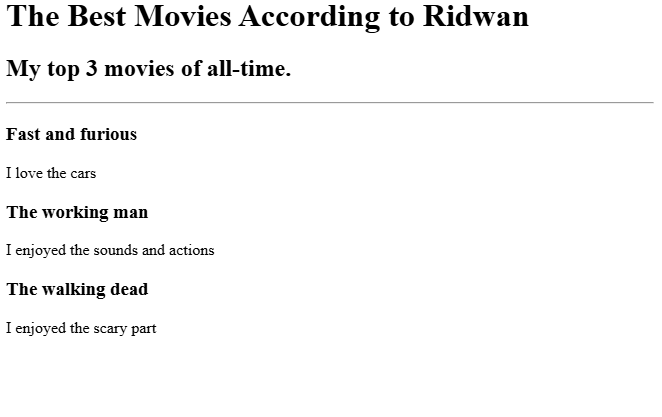 The Best Movies According to Ridwan
My top 3 movies of all-time.
Fast and furious
I love the cars
The working man
I enjoyed the sounds and actions
The walking dead
I enjoyed the scary part